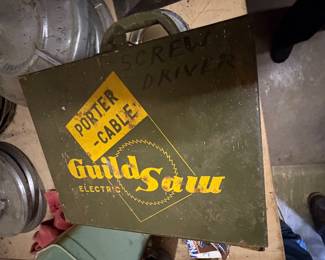 SCREW
DRIVER
PORTER
-CABLE
Guild
ELECTRIC Saw